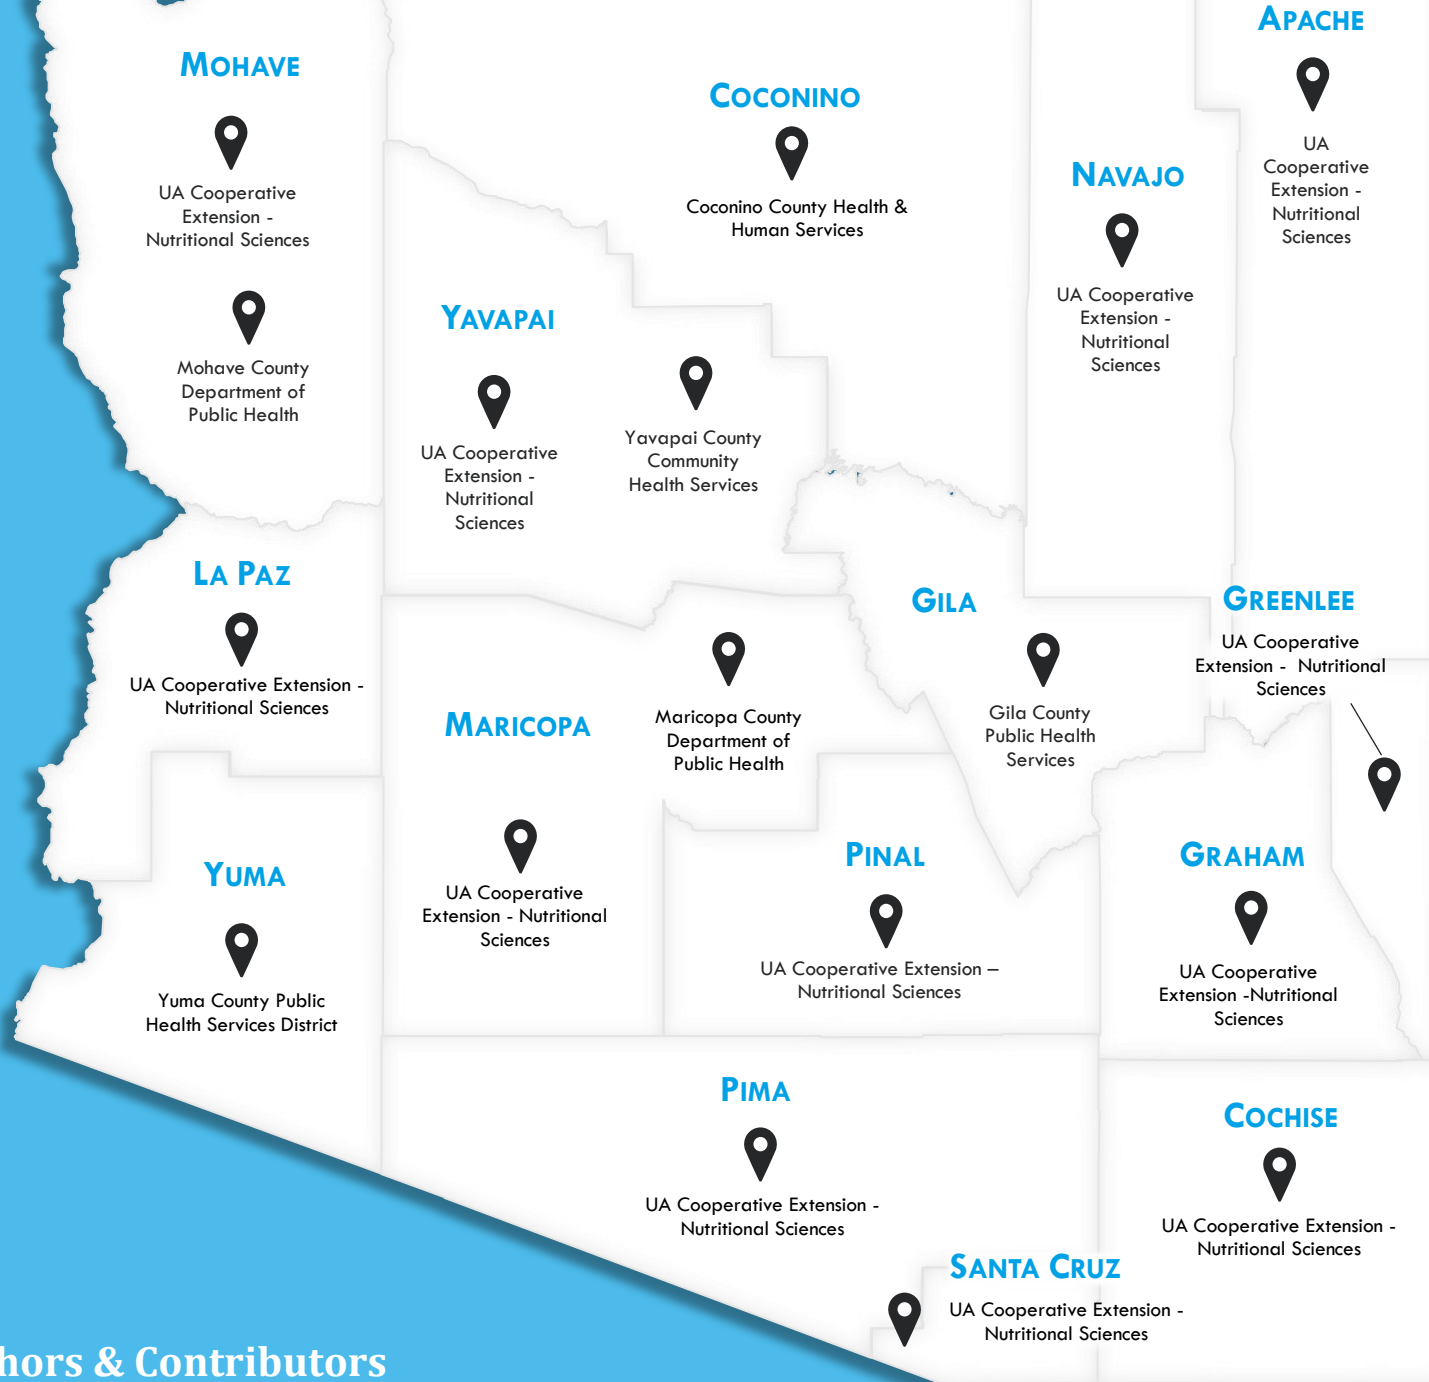 APACHE
UA
Cooperative
Extension -
Nutritional
Sciences
MOHAVE
UA Cooperative
Extension -
Nutritional Sciences
Mohave County
Department of
Public Health
COCONINO
Coconino County Health &
Human Services
NAVAJO
UA Cooperative
Extension -
Nutritional
Sciences
YAVAPAI
UA Cooperative
Extension -
Nutritional
Sciences
Yavapai County
Community
Health Services
LA PAZ
UA Cooperative Extension -
Nutritional Sciences
GILA
Gila County
Public Health
Services
GREENLEE
UA Cooperative
Extension - Nutritional
Sciences
MARICOPA
Maricopa County
Department of
Public Health
UA Cooperative
Extension - Nutritional
Sciences
YUMA
Yuma County Public
Health Services District
PINAL
UA Cooperative Extension –
Nutritional Sciences
GRAHAM
UA Cooperative
Extension -Nutritional
Sciences
PIMA
UA Cooperative Extension -
Nutritional Sciences
COCHISE
UA Cooperative Extension -
Nutritional Sciences
SANTA CRUZ
UA Cooperative Extension -
Nutritional Sciences
hors & Contributors